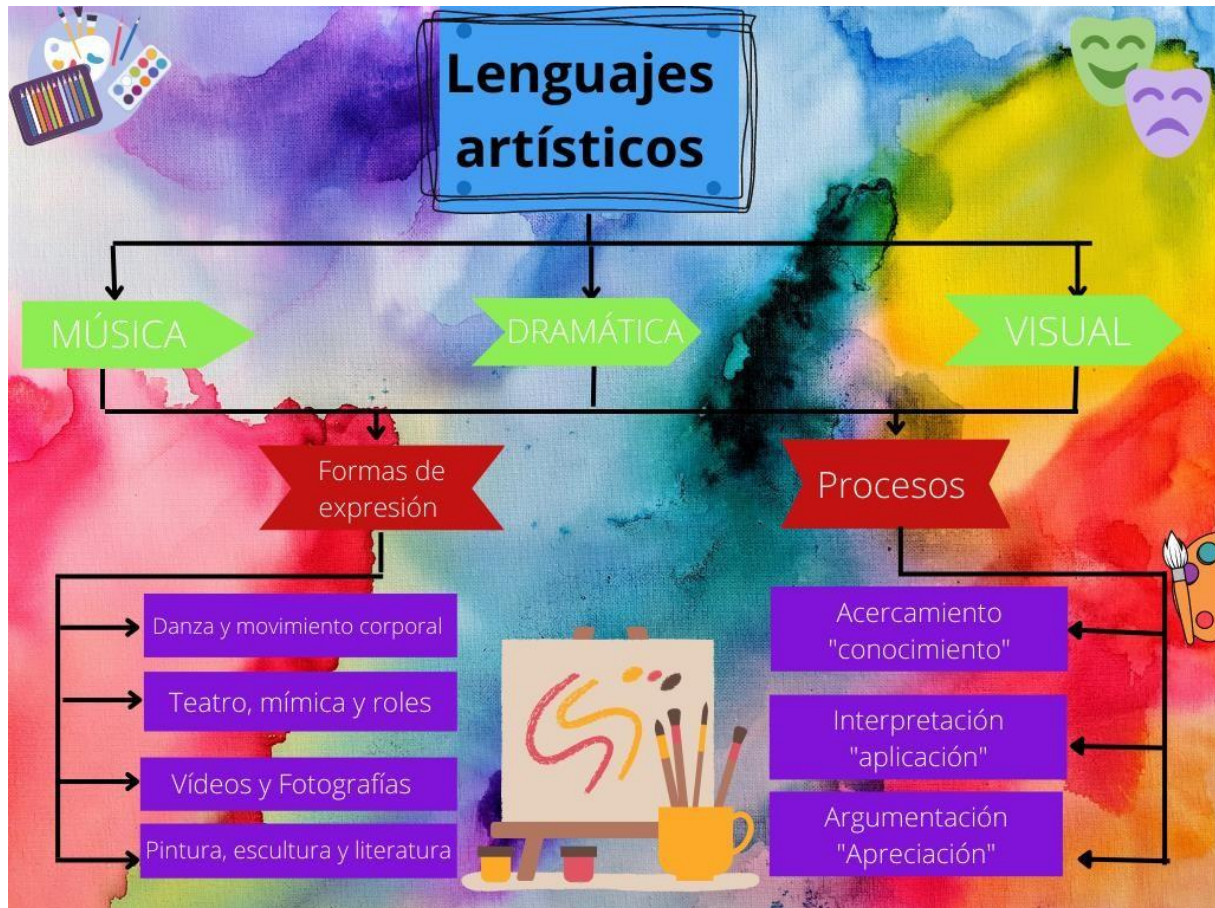 Lenguajes
artísticos
MÚSICA
DRAMÁTICA
VISUAL
Formas de
expresión
Procesos
Danza y movimiento corporal
Teatro, mímica y roles
Vídeos y Fotografías
Pintura, escultura y literatura
Acercamiento
"conocimiento"
Interpretación
"aplicación"
Argumentación
"Apreciación"